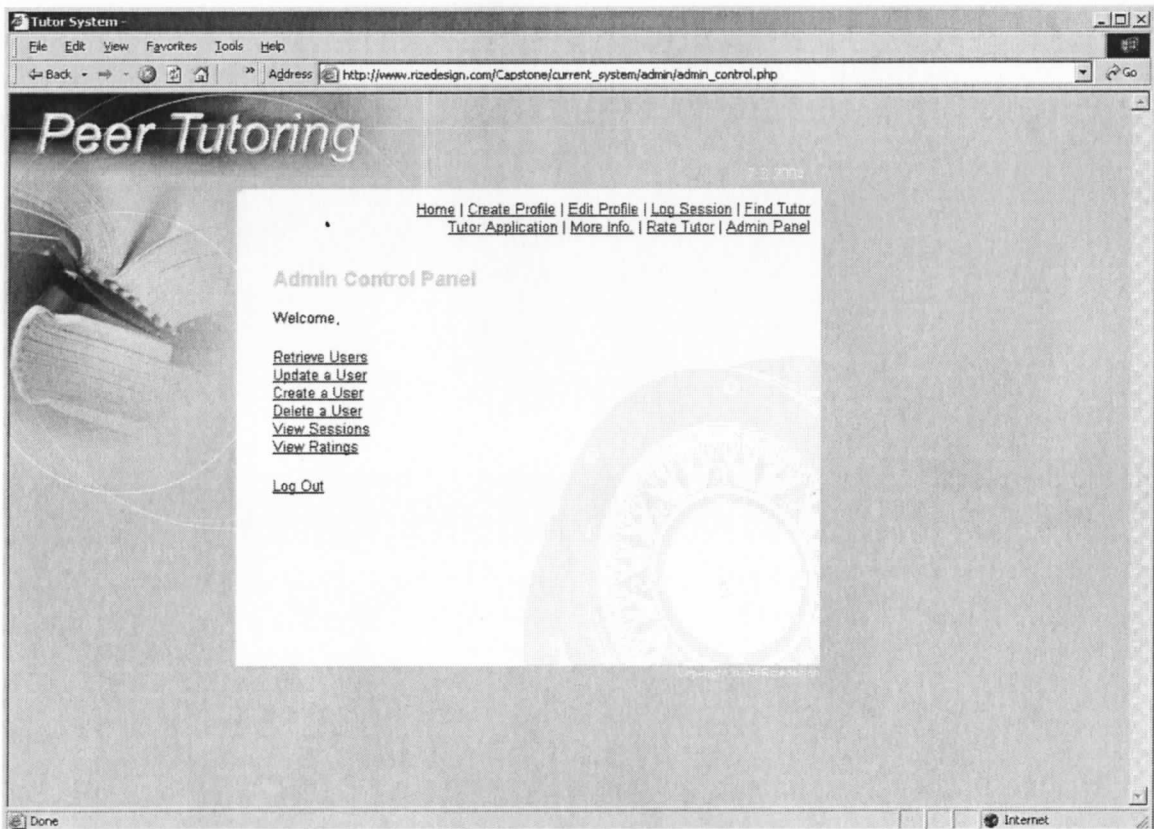 Tutor System -
File Edit View Favorites Tools Help
Back » Address http://www.rizedesign.com/Capstone/current_system/admin/admin_control.php Go
Peer Tutoring
Home | Create Profile | Edit Profile | Log Session | Find Tutor
Tutor Application | More Info. | Rate Tutor | Admin Panel
Admin Control Panel
Welcome,
Retrieve Users
Update a User
Create a User
Delete a User
View Sessions
View Ratings
Log Out
Done Internet